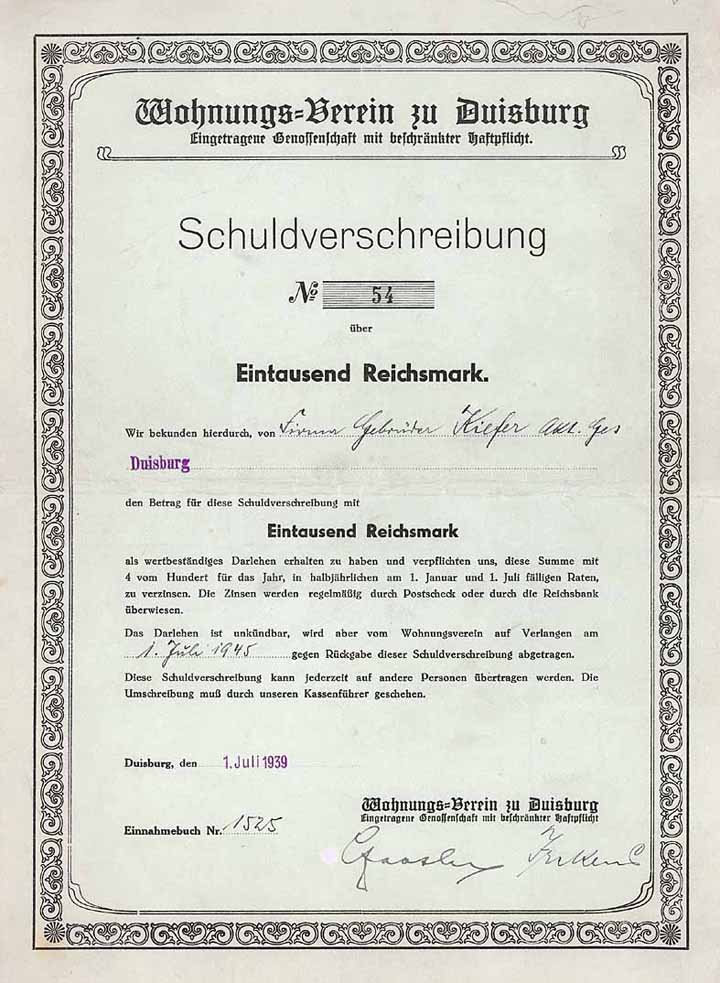 Wohnungs=Verein zu Duisburg
Eingetragene Genossenschaft mit beschränkter Haftpflicht.
Schuldverschreibung
No 54
über
Eintausend Reichsmark.
Wir bekunden hierdurch, von Firma Gebrüder Kiefer Akt. Ges
Duisburg
den Betrag für diese Schuldverschreibung mit
Eintausend Reichsmark
als wertbeständiges Darlehen erhalten zu haben und verpflichten uns, diese Summe mit
4 vom Hundert für das Jahr, in halbjährlichen am 1. Januar und 1. Juli fälligen Raten,
zu verzinsen. Die Zinsen werden regelmäßig durch Postscheck oder durch die Reichsbank
überwiesen.
Das Darlehen ist unkündbar, wird aber vom Wohnungsverein auf Verlangen am
1. Juli 1945 gegen Rückgabe dieser Schuldverschreibung abgetragen.
Diese Schuldverschreibung kann jederzeit auf andere Personen übertragen werden. Die
Umschreibung muß durch unseren Kassenführer geschehen.
Duisburg, den 1. Juli 1939
Wohnungs=Verein zu Duisburg
Eingetragene Genossenschaft mit beschränkter Haftpflicht
Einnahmebuch Nr. 1525